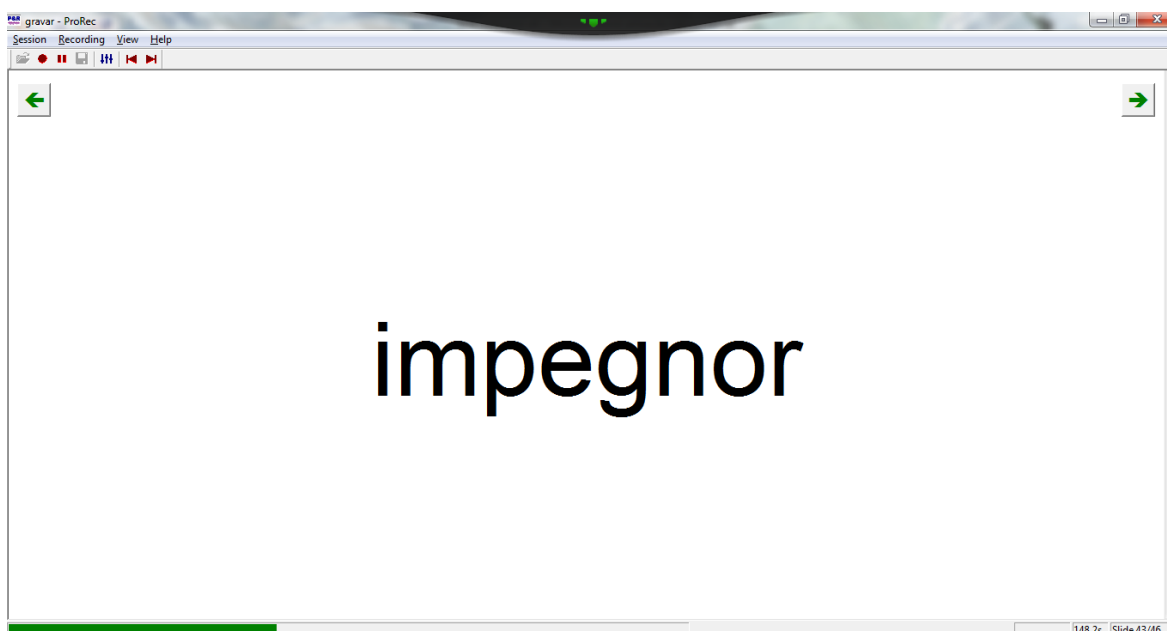 gravar - ProRec
Session Recording View Help
impegnor
148.2s Slide 43/46